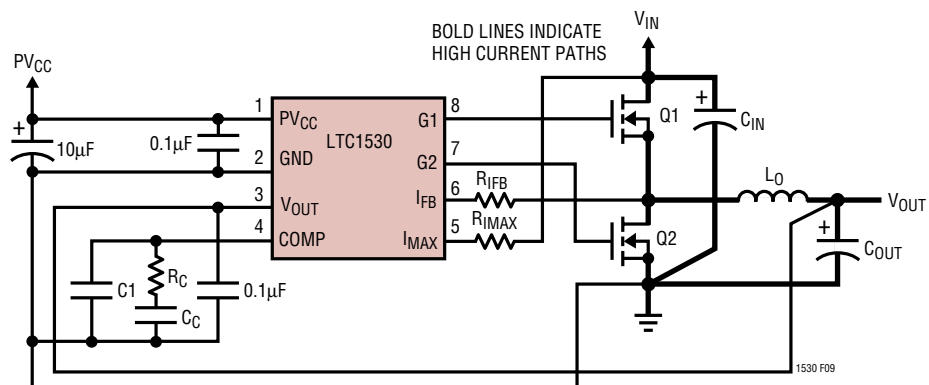 BOLD LINES INDICATE
HIGH CURRENT PATHS
VIN
PVCC
+
10µF
0.1µF
1
PVCC
2
GND
3
VOUT
4
COMP
LTC1530
G1
8
G2
7
IFB
6
IMAX
5
RIFB
RIMAX
Q1
Q2
+
CIN
LO
VOUT
+
COUT
C1
RC
CC
0.1µF
1530 F09